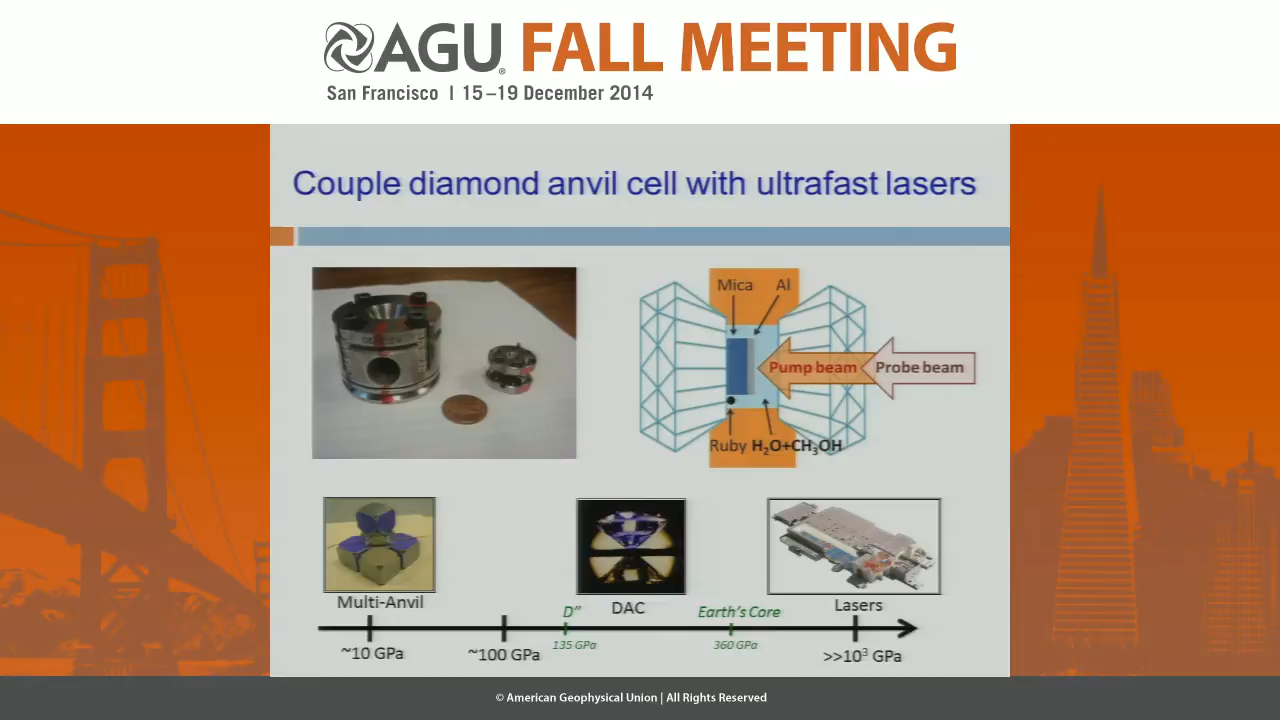 AGU FALL MEETING
San Francisco | 15–19 December 2014
Couple diamond anvil cell with ultrafast lasers
Mica Al
Pump beam Probe beam
Ruby H₂O+CH₃OH
Multi-Anvil
D” DAC Earth's Core Lasers
~10 GPa ~100 GPa 135 GPa 360 GPa >>10³ GPa
© American Geophysical Union | All Rights Reserved